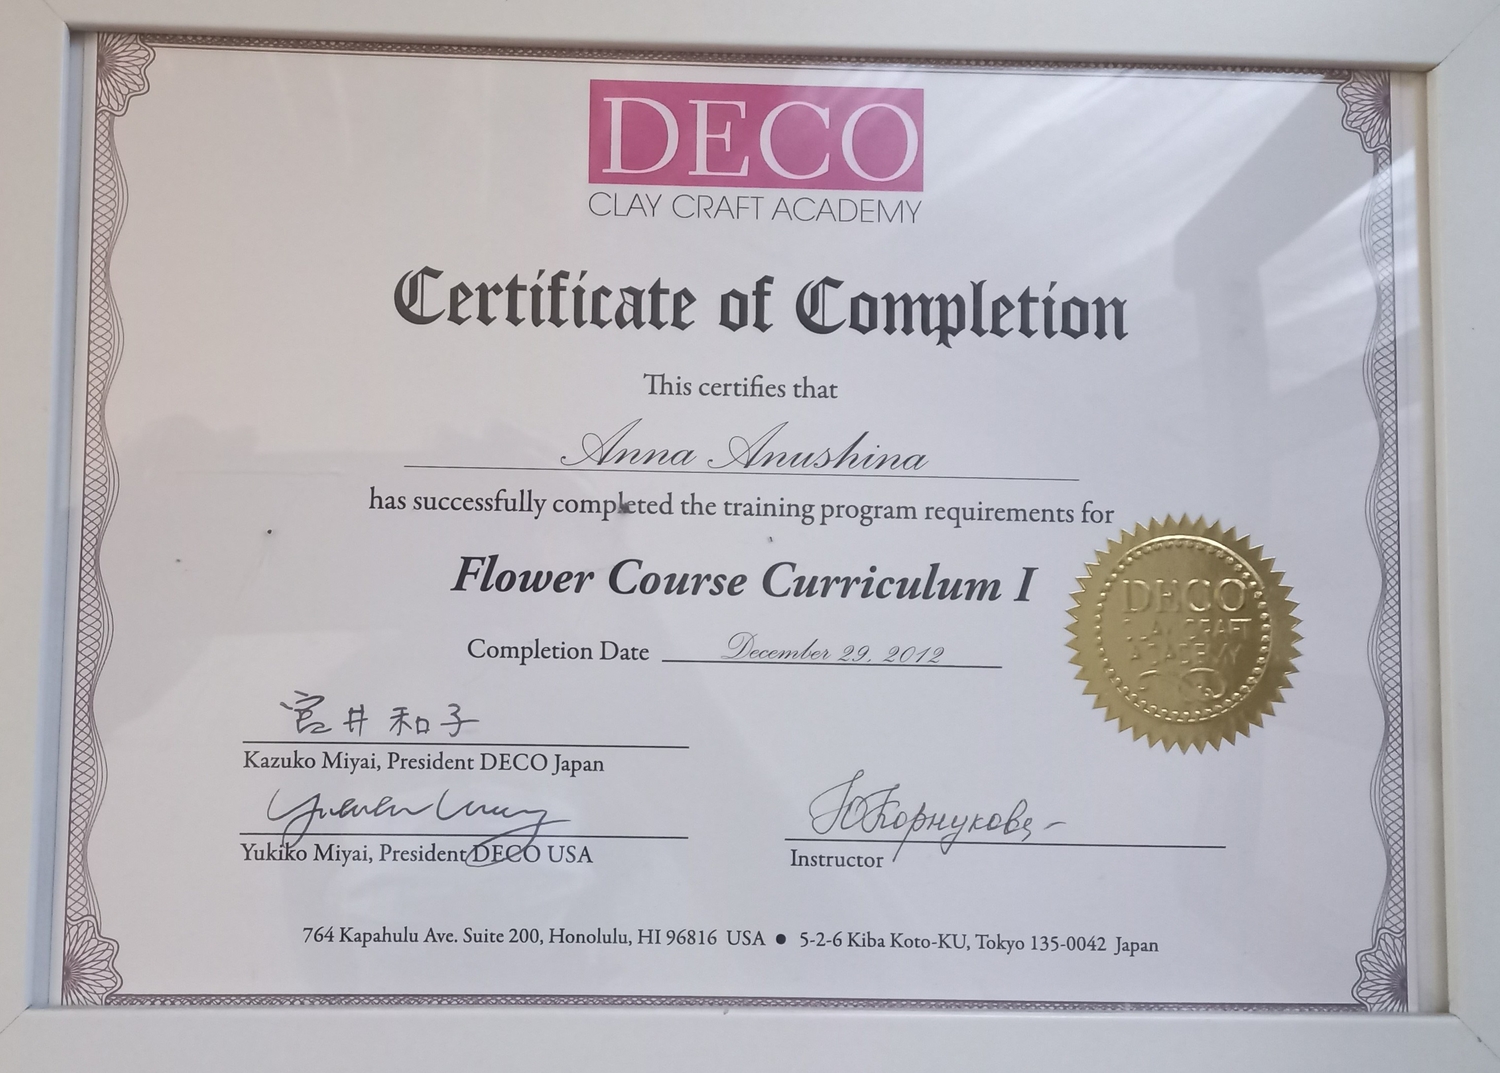 DECO
CLAY CRAFT ACADEMY
Certificate of Completion
This certifies that
Anna Anushina
has successfully completed the training program requirements for
Flower Course Curriculum I
DECO
CLAY CRAFT
ACADEMY
Completion Date December 29, 2012
宮井和子
Kazuko Miyai, President DECO Japan
Yukiko Miyai, President DECO USA
Instructor
764 Kapahulu Ave. Suite 200, Honolulu, HI 96816 USA ● 5-2-6 Kiba Koto-KU, Tokyo 135-0042 Japan